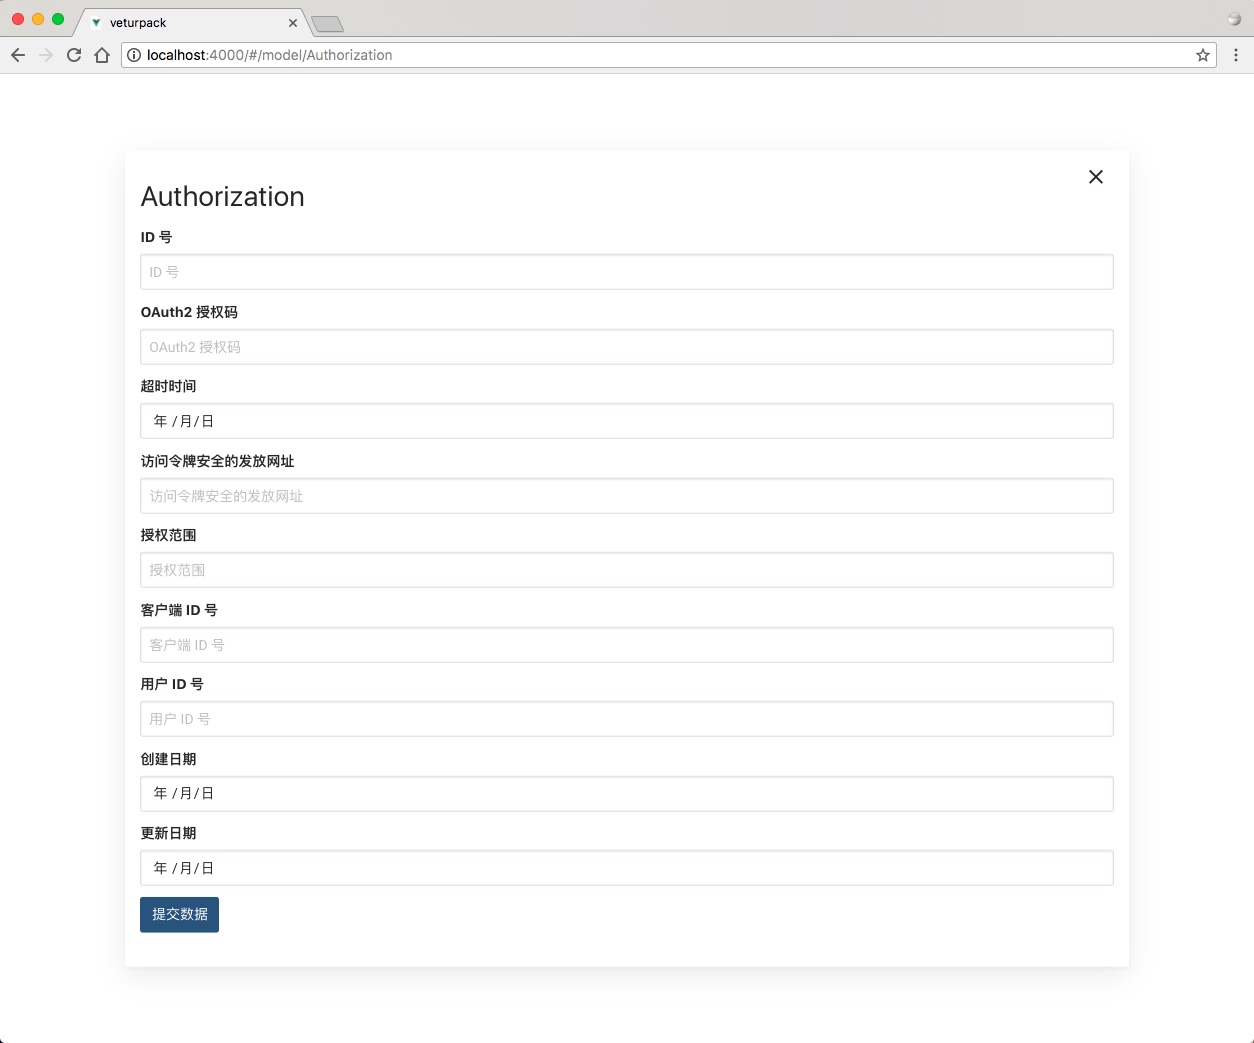 veturpack
localhost:4000/#/model/Authorization
Authorization
ID 号
ID 号
OAuth2 授权码
OAuth2 授权码
超时时间
年 /月/日
访问令牌安全的发放网址
访问令牌安全的发放网址
授权范围
授权范围
客户端 ID 号
客户端 ID 号
用户 ID 号
用户 ID 号
创建日期
年 /月/日
更新日期
年 /月/日
提交数据